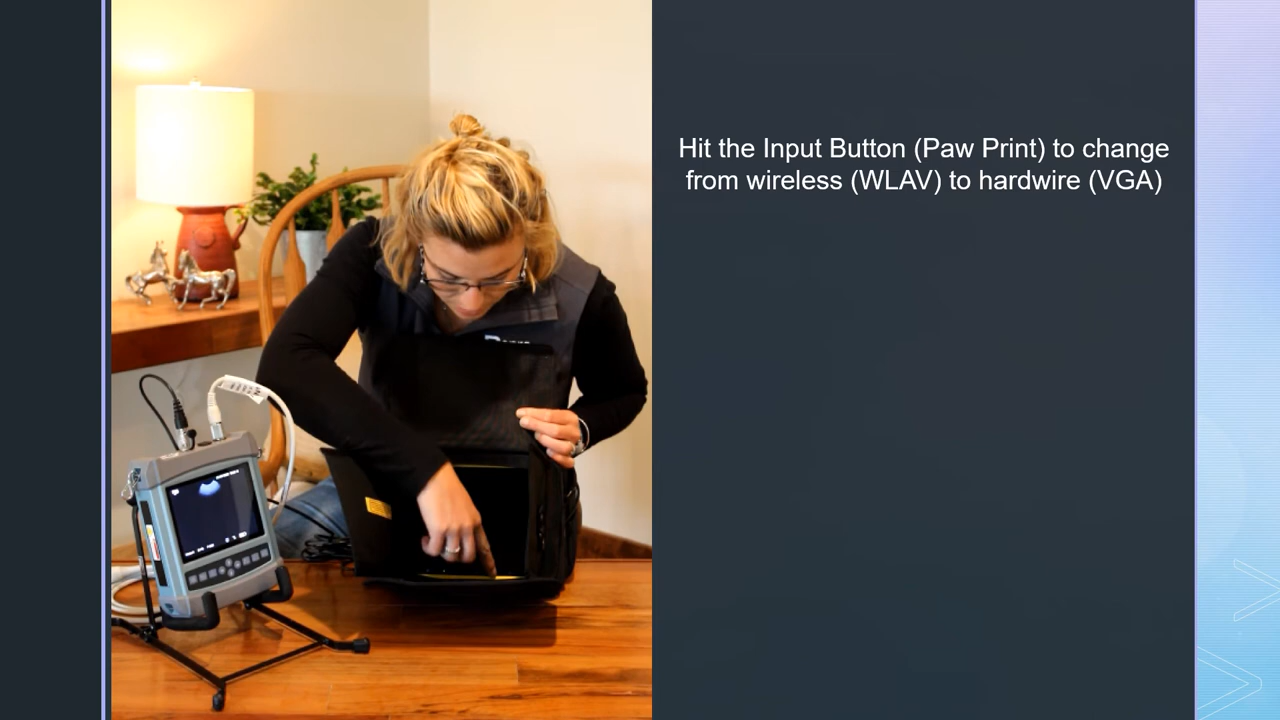 Hit the Input Button (Paw Print) to change
from wireless (WLAV) to hardwire (VGA)